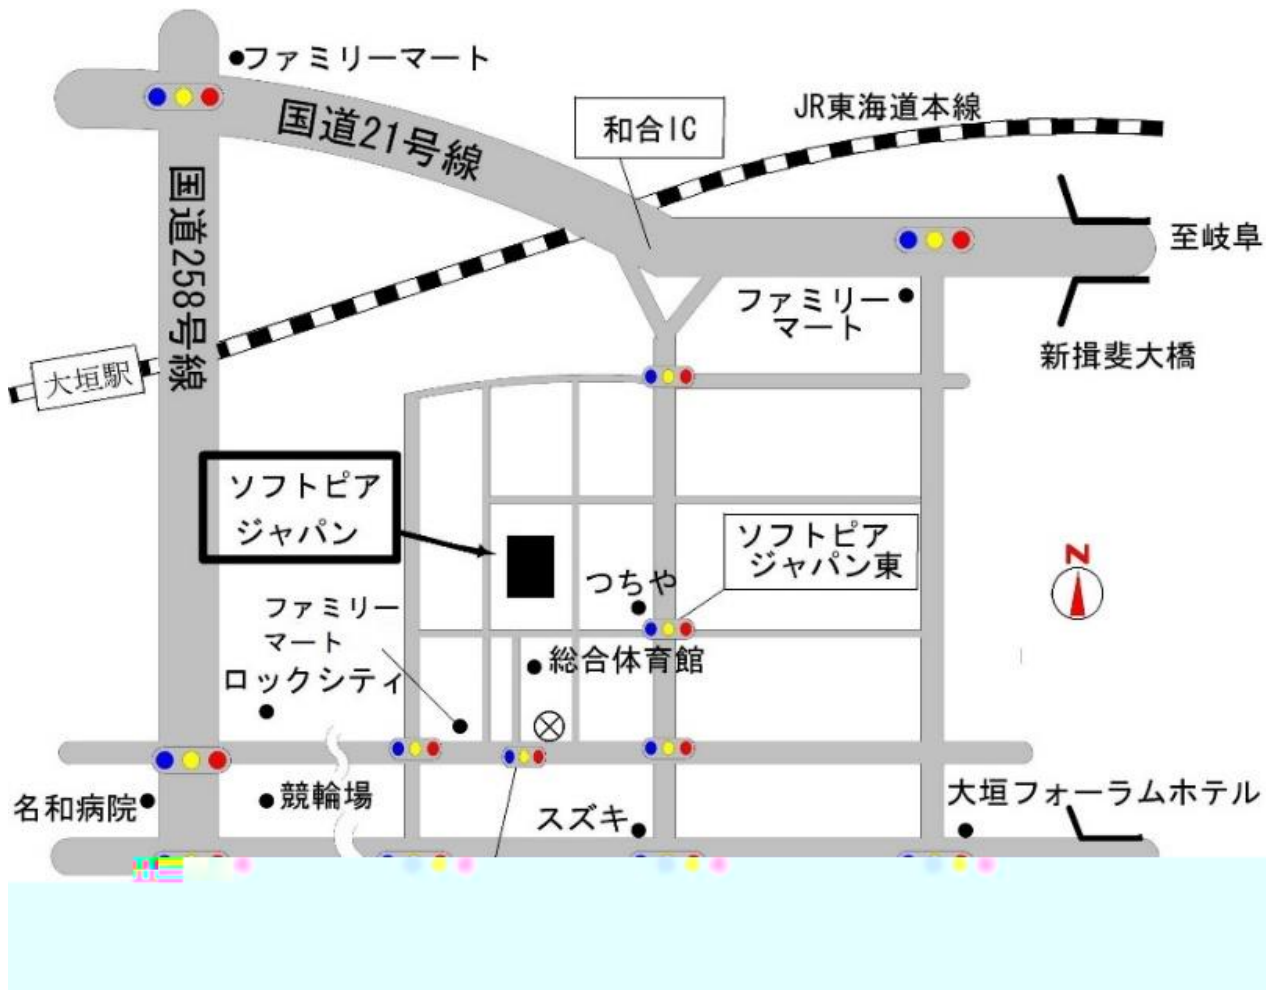 ファミリーマート
国道21号線
和合IC
JR東海道本線
至岐阜
国道258号線
ファミリー
マート
新揖斐大橋
大垣駅
ソフトピア
ジャパン
ソフトピア
ジャパン東
N
つちや
ファミリー
マート
総合体育館
ロックシティ
名和病院
競輪場
スズキ
大垣フォーラムホテル